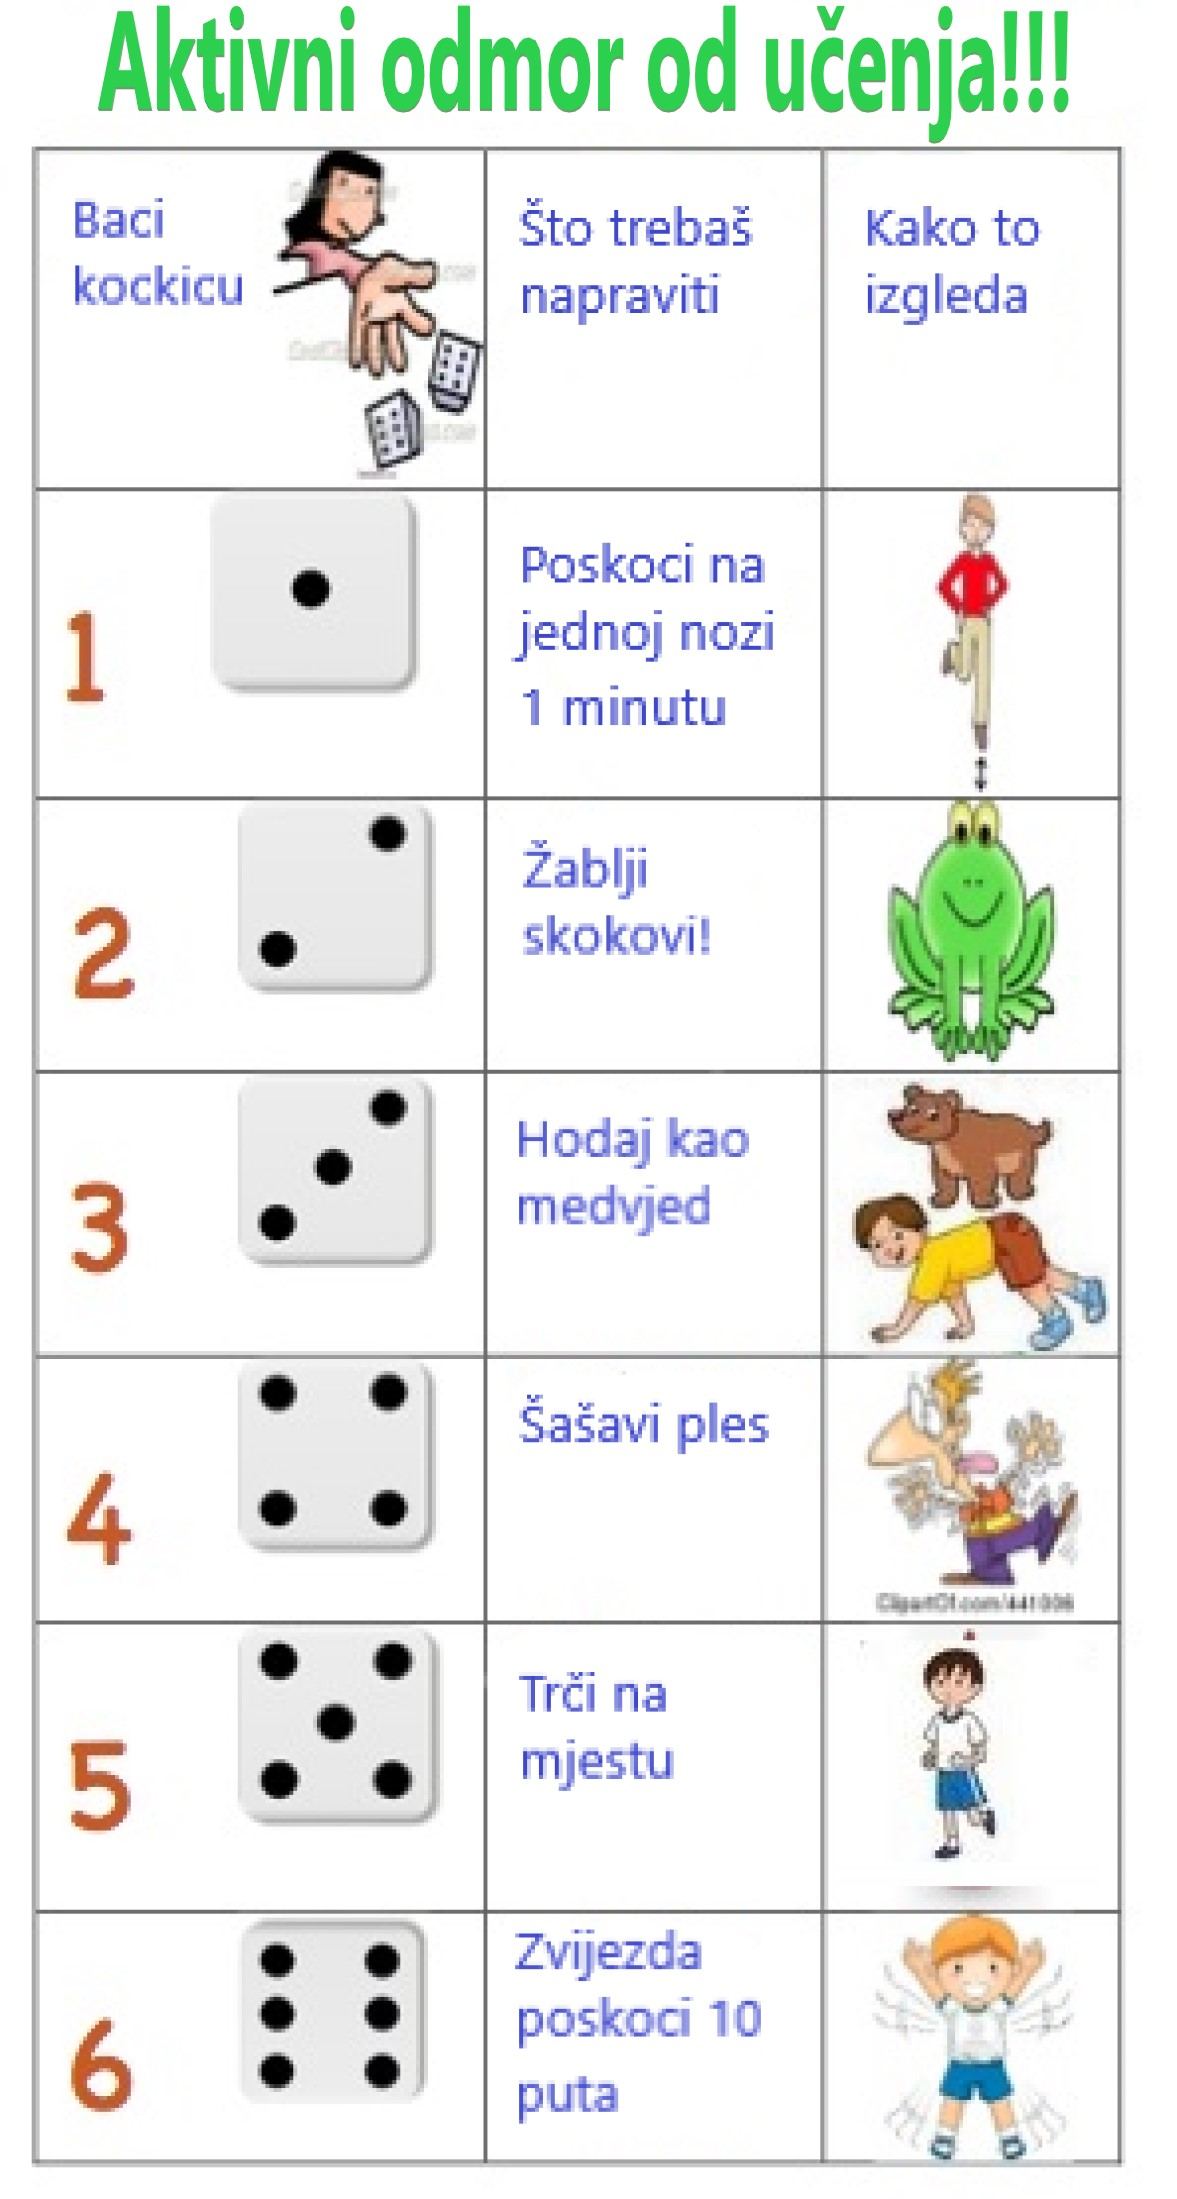 Aktivni odmor od učenja!!!
Baci
kockicu
Što trebaš
napraviti
Kako to
izgleda
1
Poskoci na
jednoj nozi
1 minutu
2
Žablji
skokovi!
3
Hodaj kao
medvjed
4
Šašavi ples
5
Trči na
mjestu
6
Zvijezda
poskoci 10
puta